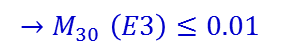 → M₃₀ (E3) ≤ 0.01